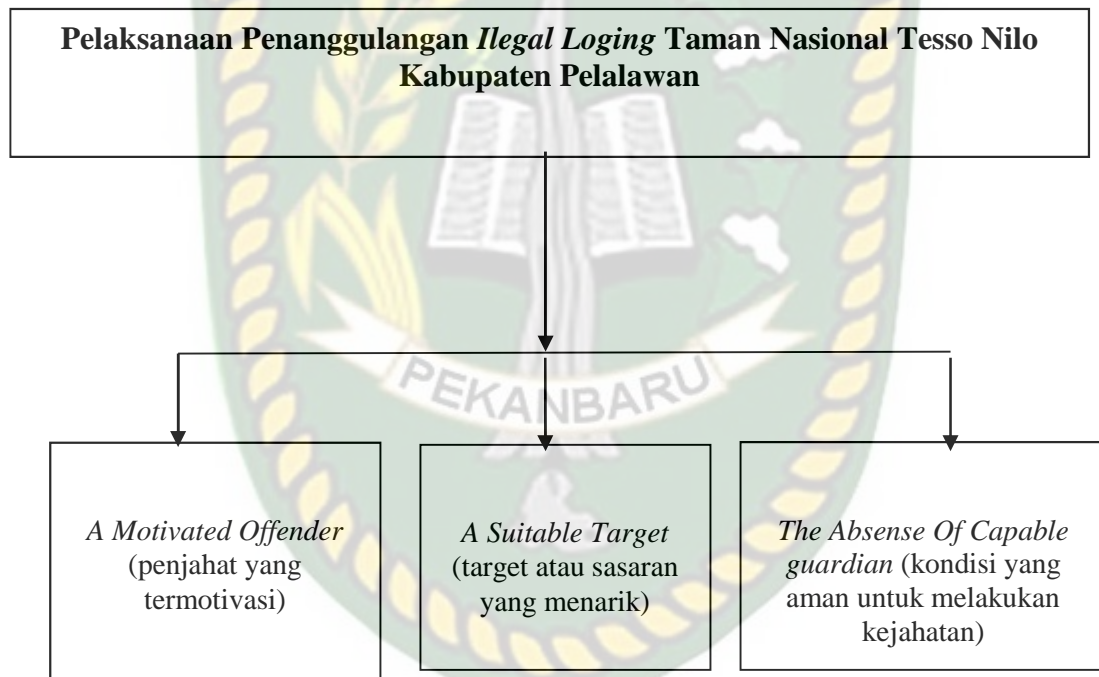 Pelaksanaan Penanggulangan Ilegal Loging Taman Nasional Tesso Nilo
Kabupaten Pelalawan
PEKANBARU
A Motivated Offender
(penjahat yang
termotivasi)
A Suitable Target
(target atau sasaran
yang menarik)
The Absense Of Capable
guardian (kondisi yang
aman untuk melakukan
kejahatan)